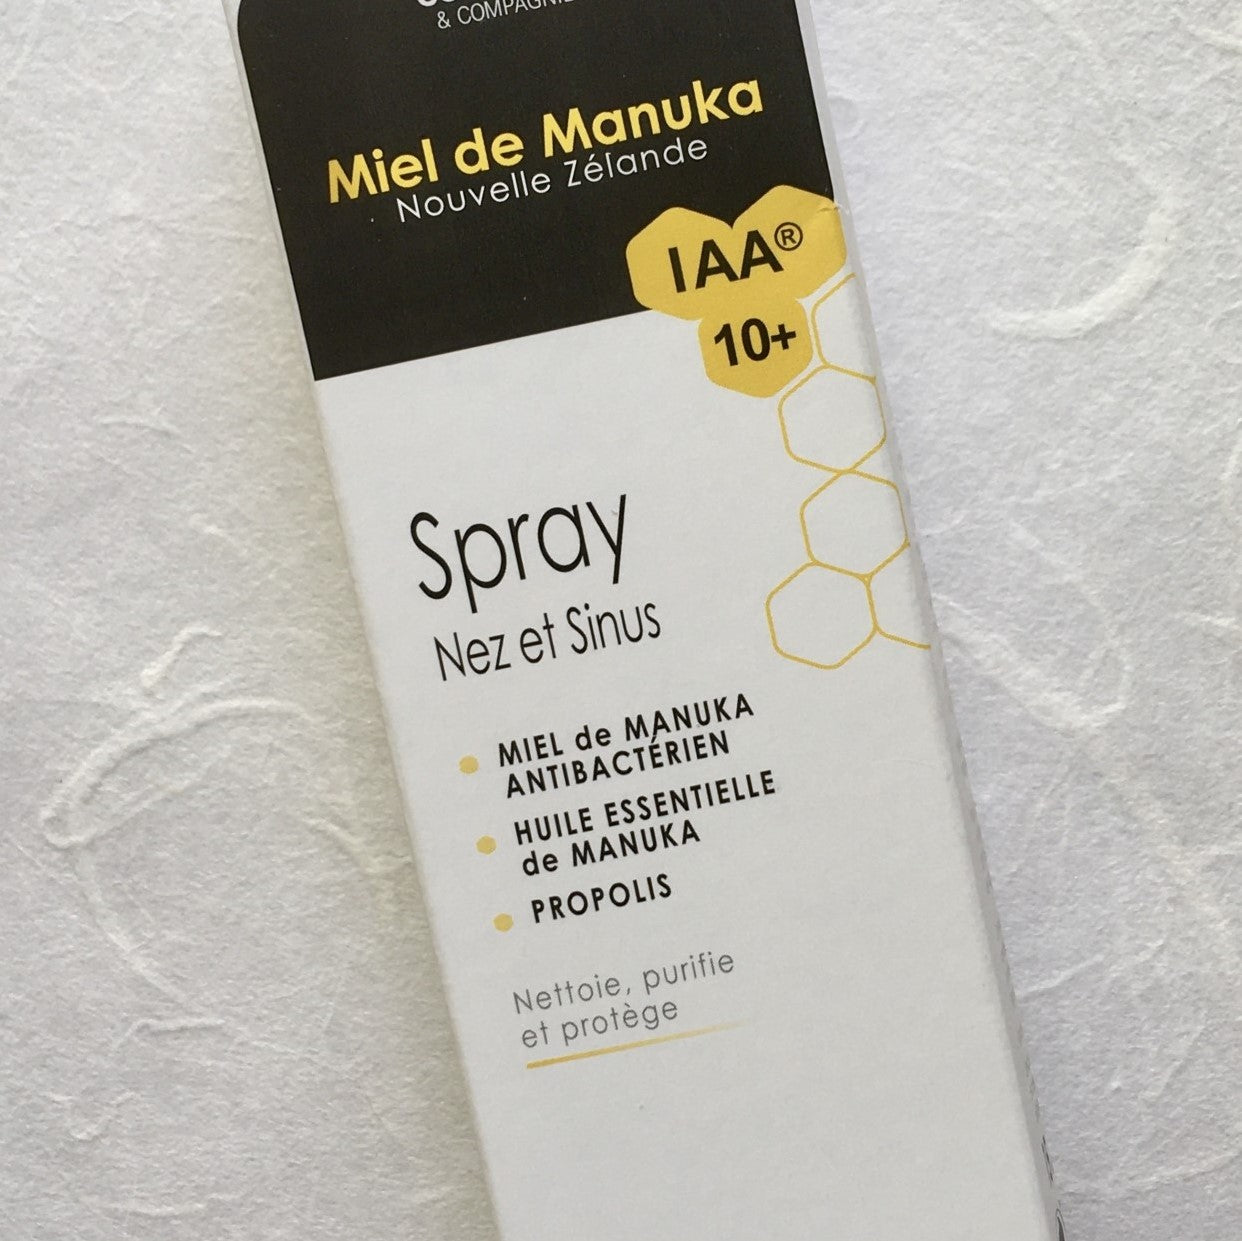 & COMPAGNIE
Miel de Manuka
Nouvelle Zélande
IAA®
10+
Spray
Nez et Sinus
MIEL de MANUKA
ANTIBACTÉRIEN
HUILE ESSENTIELLE
de MANUKA
PROPOLIS
Nettoie, purifie
et protège